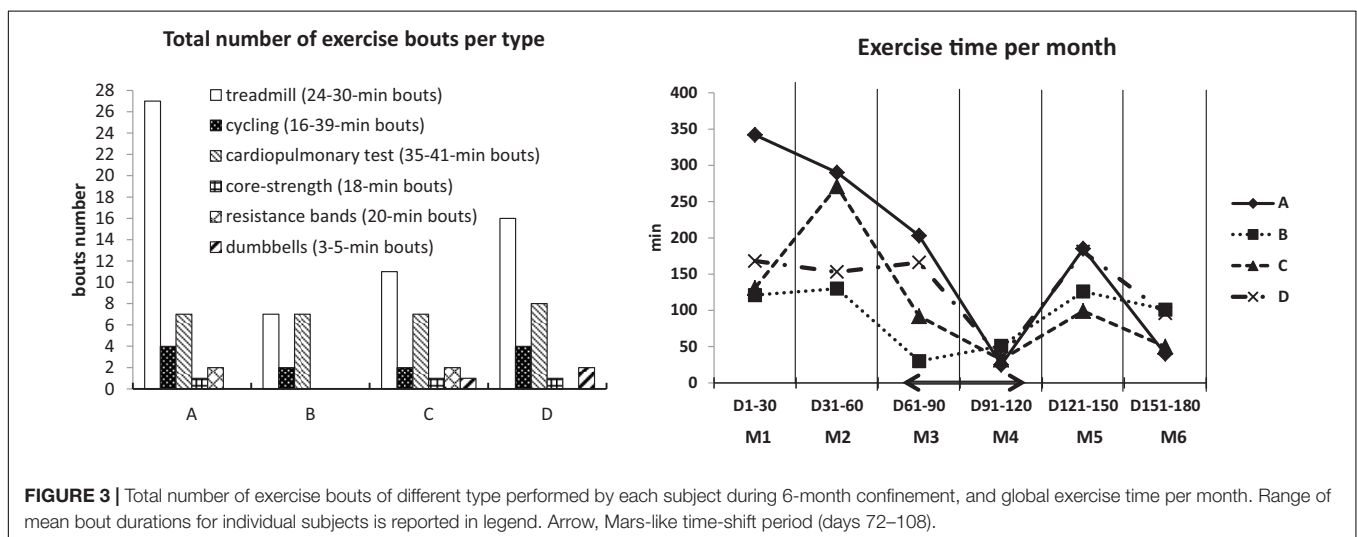 Total number of exercise bouts per type
bouts number
28
26
24
22
20
18
16
14
12
10
8
6
4
2
0
treadmill (24-30-min bouts)
cycling (16-39-min bouts)
cardiopulmonary test (35-41-min bouts)
core-strength (18-min bouts)
resistance bands (20-min bouts)
dumbbells (3-5-min bouts)
A B C D
Exercise time per month
min
400
350
300
250
200
150
100
50
0
D1-30 D31-60 D61-90 D91-120 D121-150 D151-180
M1 M2 M3 M4 M5 M6
A
B
C
D
FIGURE 3 | Total number of exercise bouts of different type performed by each subject during 6-month confinement, and global exercise time per month. Range of
mean bout durations for individual subjects is reported in legend. Arrow, Mars-like time-shift period (days 72–108).